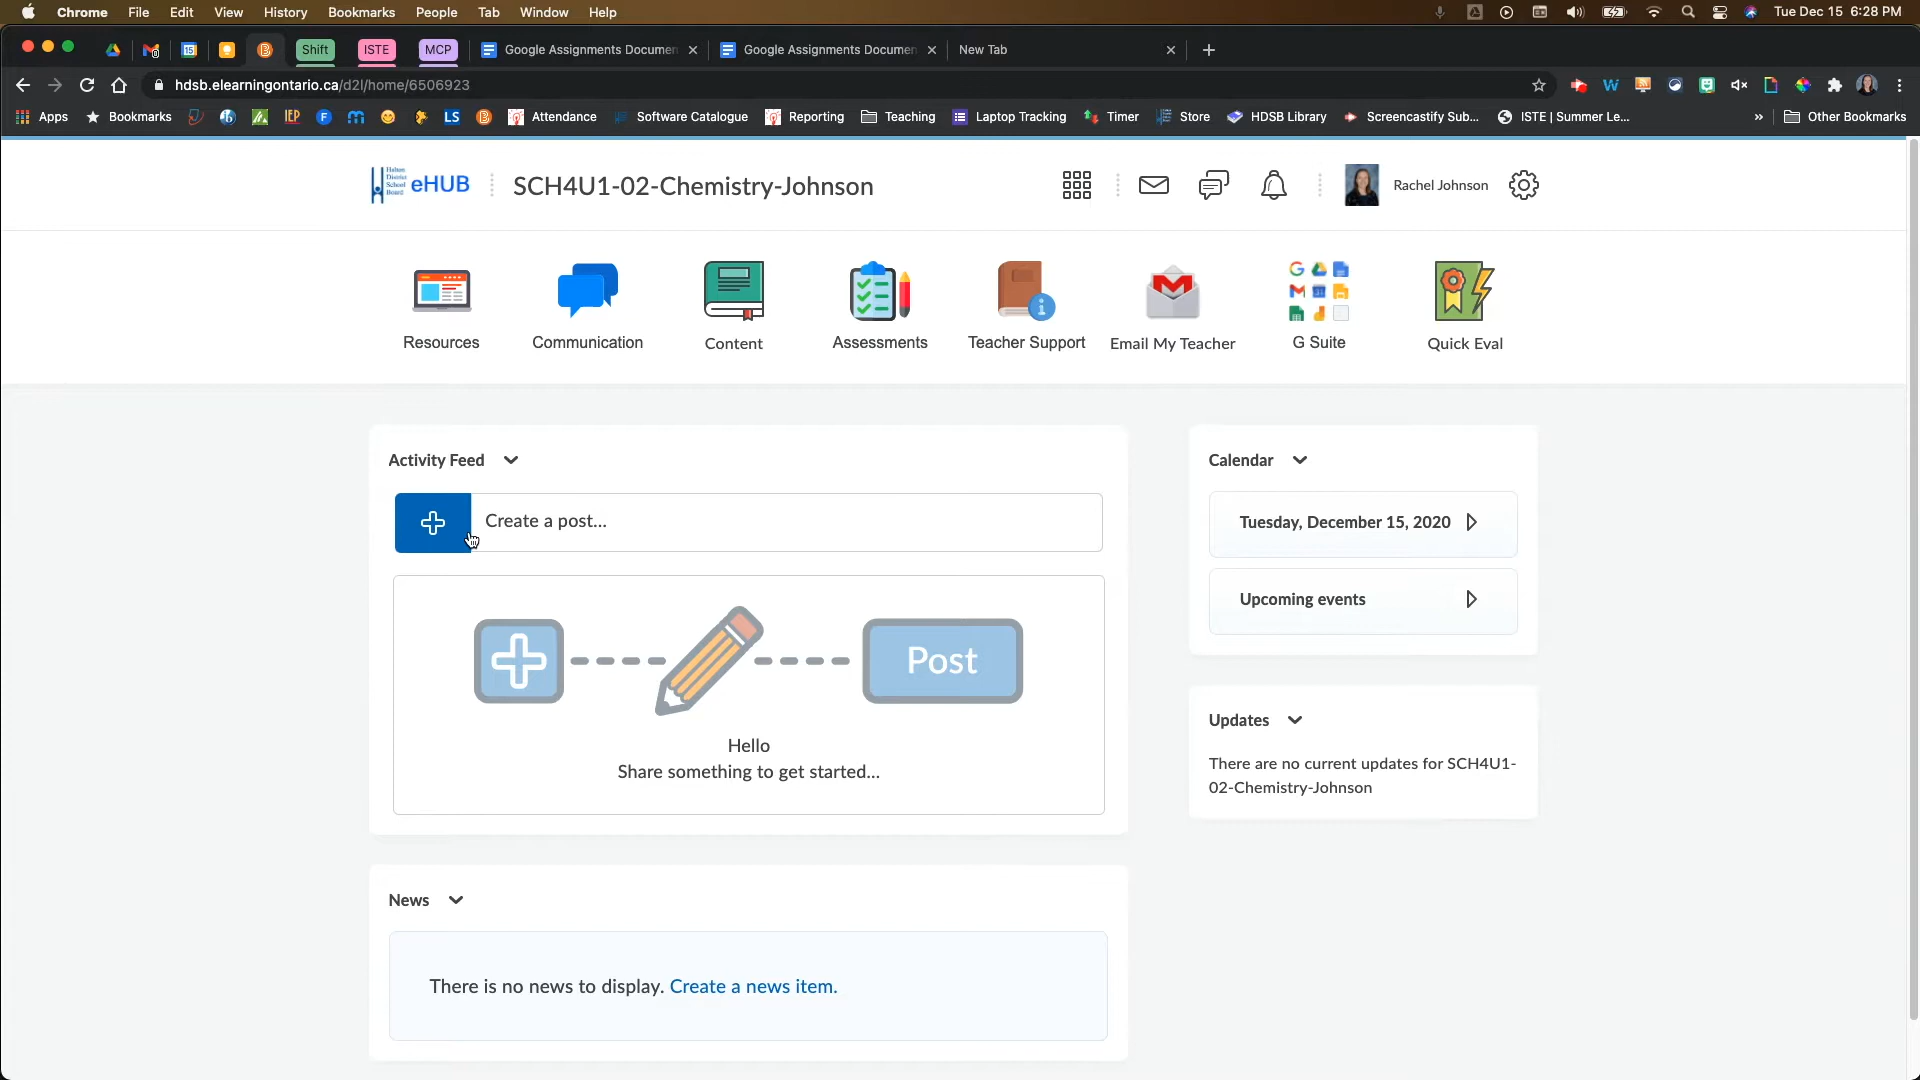 Chrome File Edit View History Bookmarks People Tab Window Help
Tue Dec 15 6:28 PM
Shift
ISTE
MCP
Google Assignments Documen
Google Assignments Documen
New Tab
hdsb.elearningontario.ca/d2l/home/6506923
Apps
Bookmarks
IEP
LS
Attendance
Software Catalogue
Reporting
Teaching
Laptop Tracking
Timer
Store
HDSB Library
Screencastify Sub...
ISTE | Summer Le...
Other Bookmarks
Halton
District
School
Board
eHUB
SCH4U1-02-Chemistry-Johnson
Rachel Johnson
Resources
Communication
Content
Assessments
Teacher Support
Email My Teacher
G Suite
Quick Eval
Activity Feed
Create a post...
Post
Hello
Share something to get started...
Calendar
Tuesday, December 15, 2020
Upcoming events
Updates
There are no current updates for SCH4U1-
02-Chemistry-Johnson
News
There is no news to display. Create a news item.